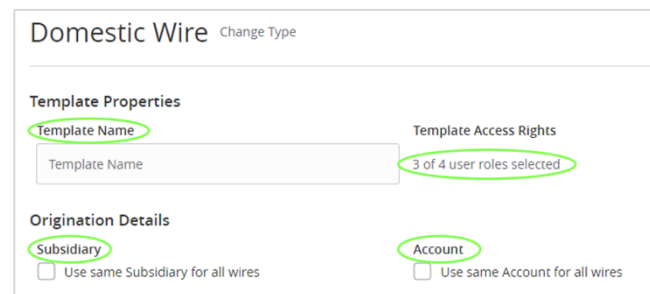 Domestic Wire Change Type
Template Properties
Template Name
Template Access Rights
Template Name
3 of 4 user roles selected
Origination Details
Subsidiary
Account
Use same Subsidiary for all wires
Use same Account for all wires